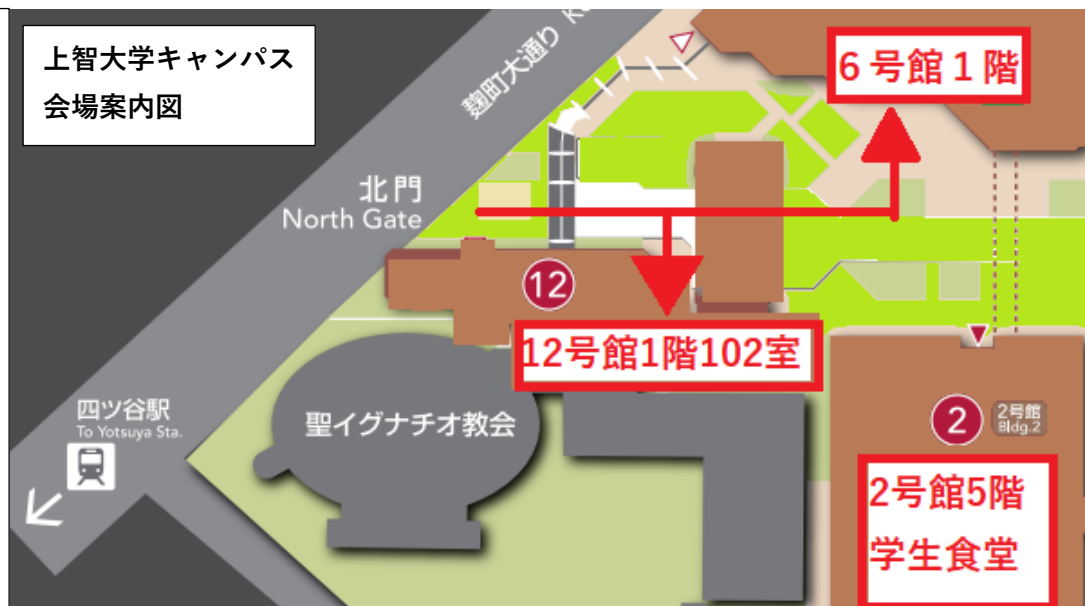 上智大学キャンパス
会場案内図
麹町大通り
6号館1階
北門
North Gate
12
12号館1階102室
四ツ谷駅
To Yotsuya Sta.
聖イグナチオ教会
2
2号館
Bldg.2
2号館5階
学生食堂